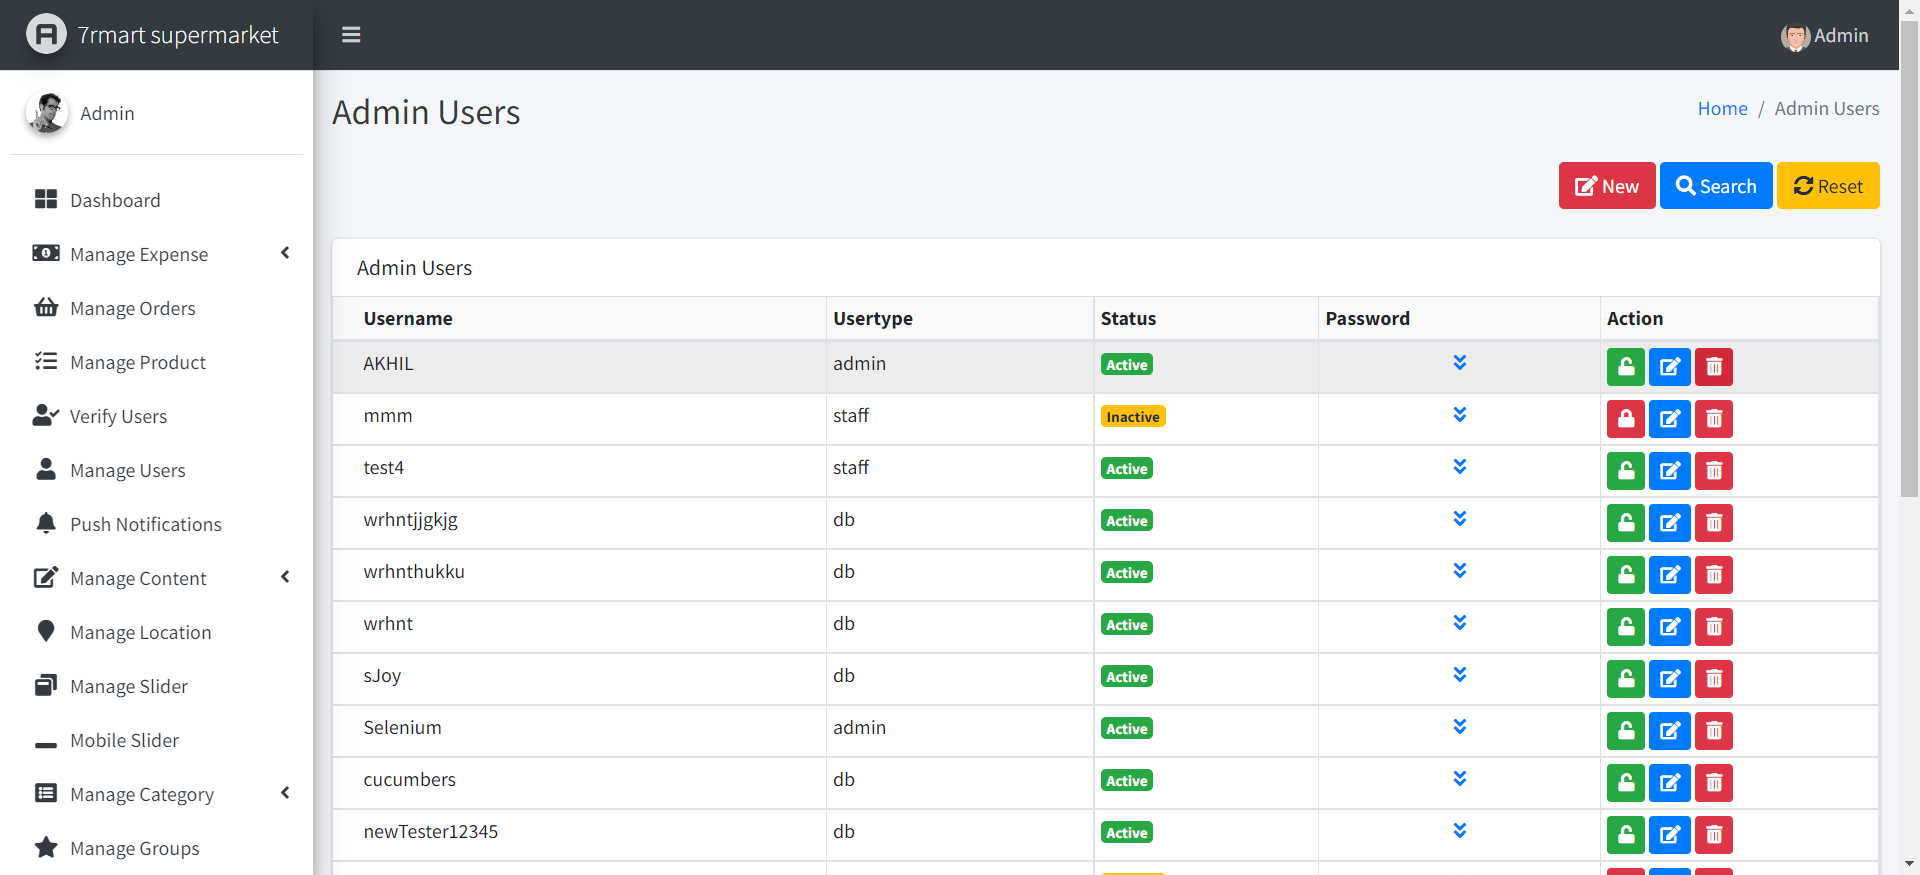 7rmart supermarket
Admin
Admin
Dashboard
Manage Expense
Manage Orders
Manage Product
Verify Users
Manage Users
Push Notifications
Manage Content
Manage Location
Manage Slider
Mobile Slider
Manage Category
Manage Groups
Admin Users
Home / Admin Users
New Search Reset
Admin Users
Username Usertype Status Password Action
AKHIL admin Active
mmm staff Inactive
test4 staff Active
wrhntjjgkjg db Active
wrhnthukku db Active
wrhnt db Active
sJoy db Active
Selenium admin Active
cucumbers db Active
newTester12345 db Active